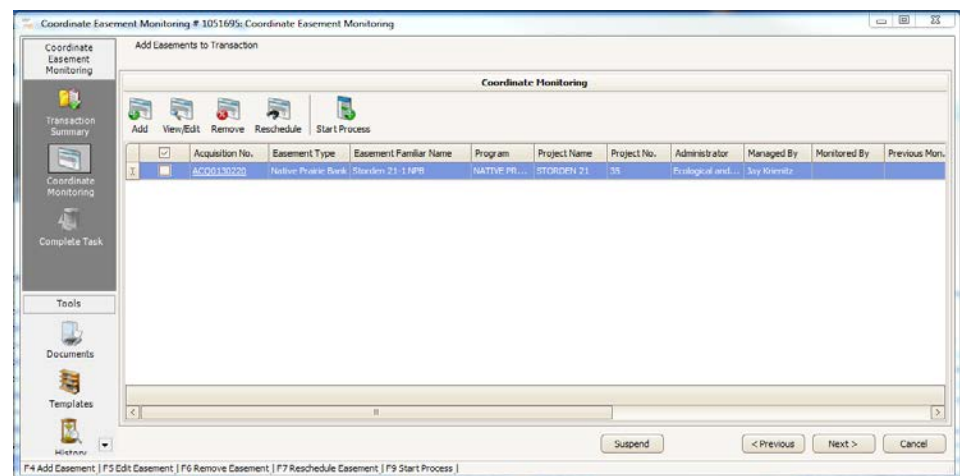 Coordinate Easement Monitoring # 1051695: Coordinate Easement Monitoring
Coordinate
Easement
Monitoring
Add Easements to Transaction
Transaction
Summary
Coordinate
Monitoring
Complete Task
Coordinate Monitoring
Add View/Edit Remove Reschedule Start Process
Acquisition No. Easement Type Easement Familiar Name Program Project Name Project No. Administrator Managed By Monitored By Previous Mon.
ACQ0130220 Native Prairie Bank Storden 21-1 NPB NATIVE PR... STORDEN 21 35 Ecological and... Jay Krienitz
Tools
Documents
Templates
History
Suspend < Previous Next > Cancel
F4 Add Easement | F5 Edit Easement | F6 Remove Easement | F7 Reschedule Easement | F9 Start Process |